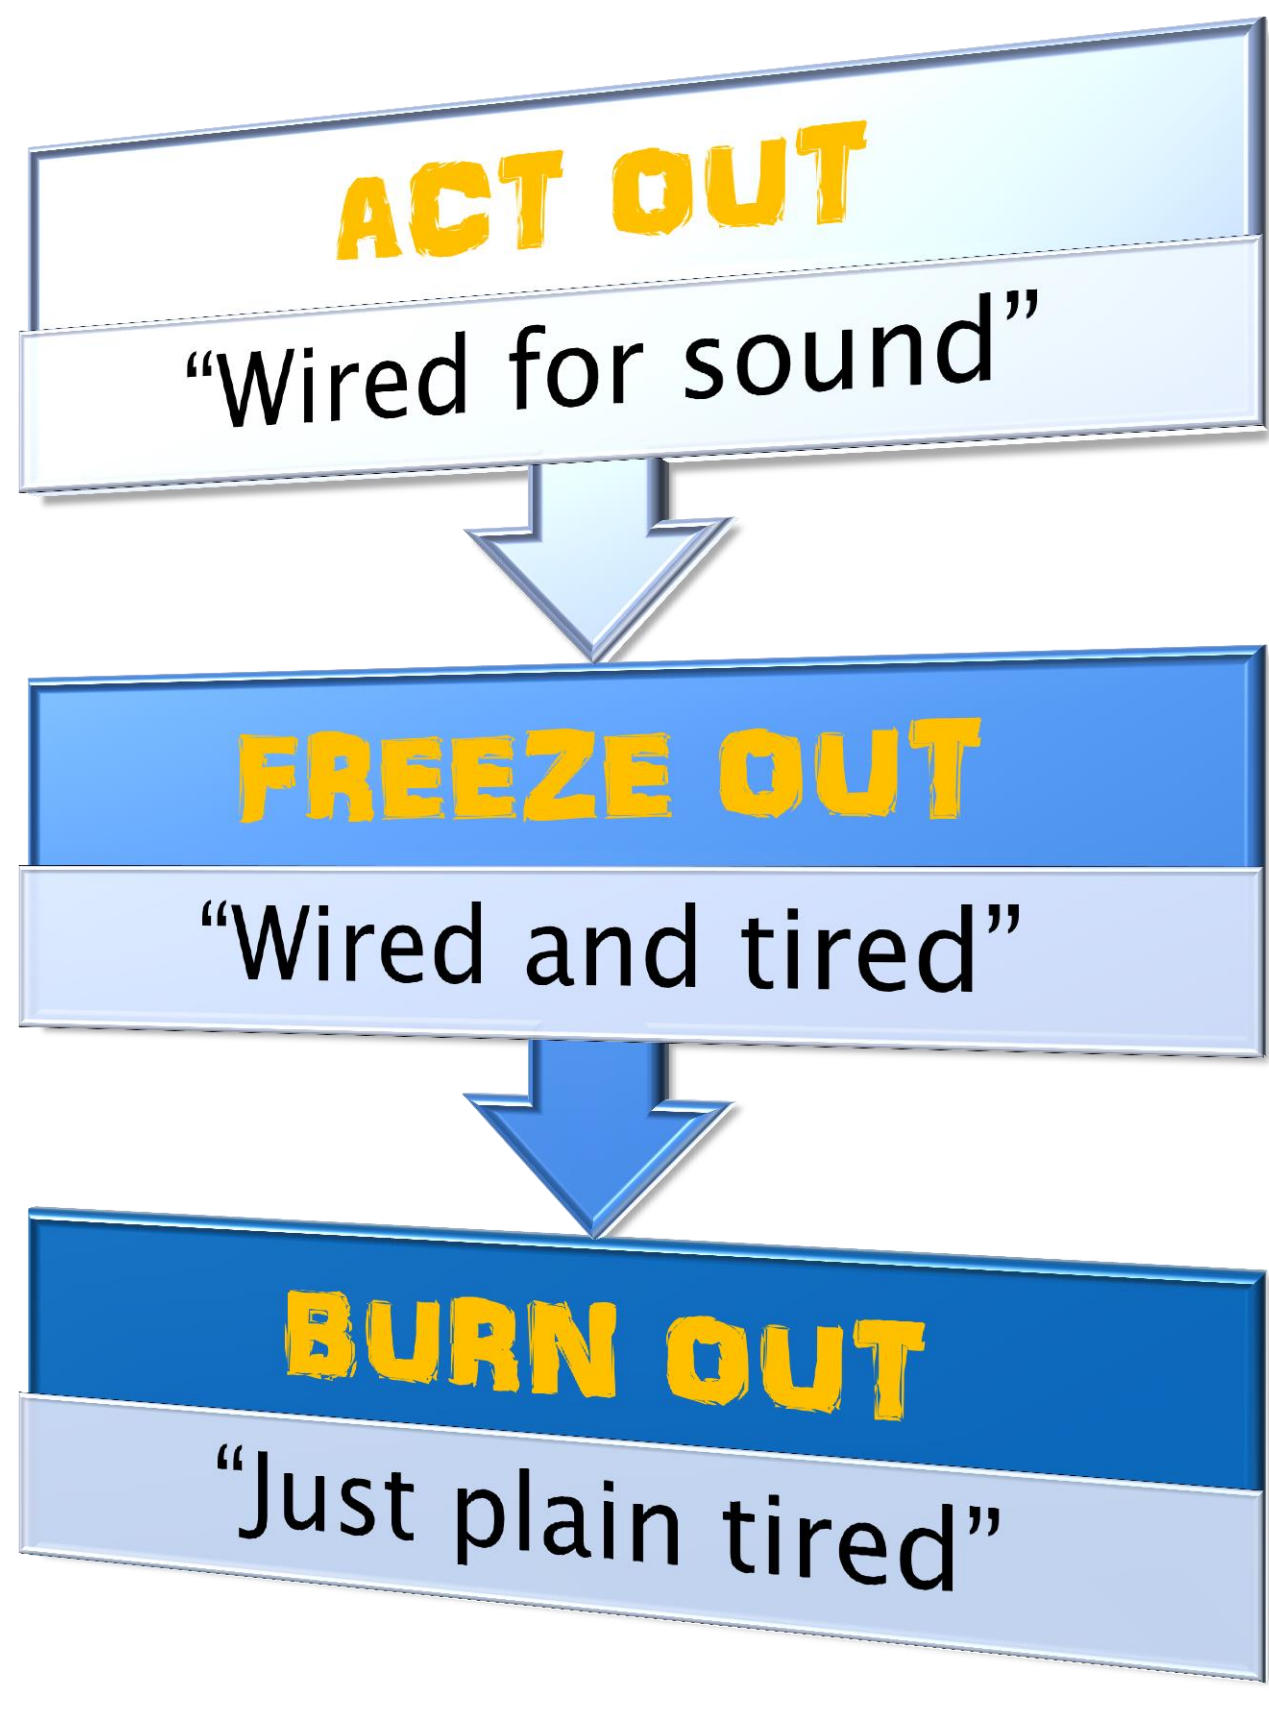 ACT OUT
“Wired for sound”
FREEZE OUT
“Wired and tired”
BURN OUT
“Just plain tired”